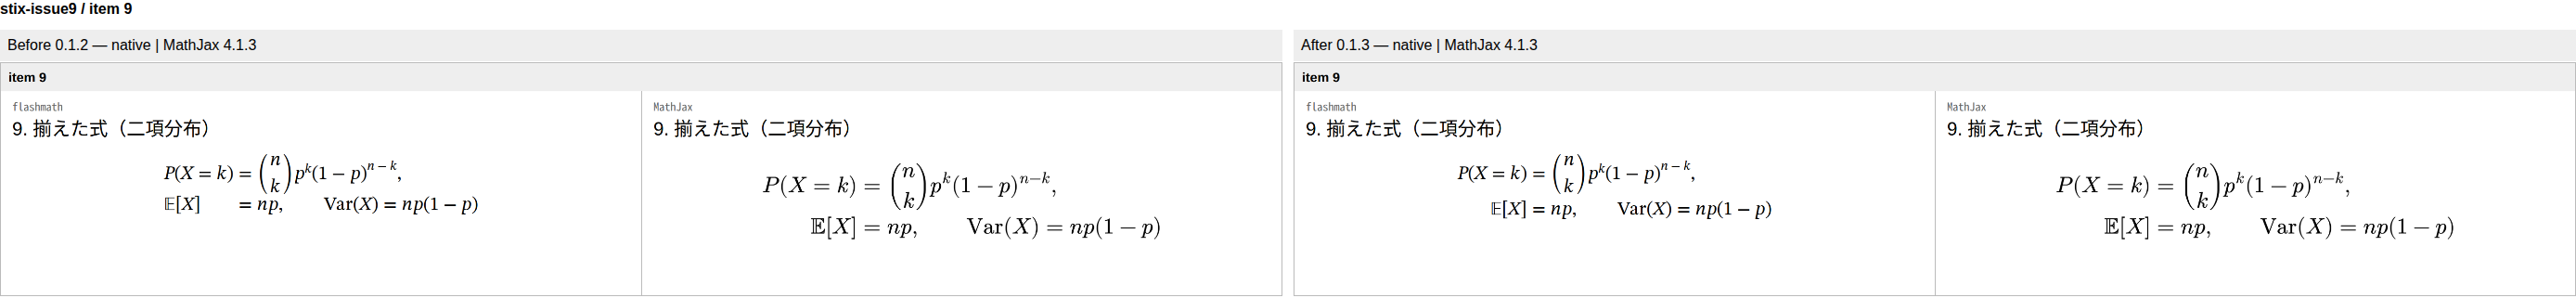 stix-issue9 / item 9
Before 0.1.2 — native | MathJax 4.1.3
item 9
flashmath
9. 揃えた式（二項分布）
P(X = k) = (n k) p^k(1 − p)^{n − k},
𝔼[X] = np, Var(X) = np(1 − p)
MathJax
9. 揃えた式（二項分布）
P(X = k) = (n k) p^k(1 − p)^{n−k},
𝔼[X] = np, Var(X) = np(1 − p)
After 0.1.3 — native | MathJax 4.1.3
item 9
flashmath
9. 揃えた式（二項分布）
P(X = k) = (n k) p^k(1 − p)^{n − k},
𝔼[X] = np, Var(X) = np(1 − p)
MathJax
9. 揃えた式（二項分布）
P(X = k) = (n k) p^k(1 − p)^{n−k},
𝔼[X] = np, Var(X) = np(1 − p)